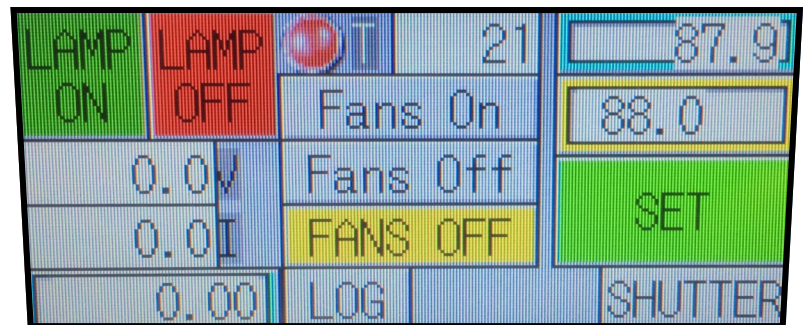 LAMP ON
LAMP OFF
T 21
87.9
Fans On
88.0
0.0V
Fans Off
SET
0.0I
FANS OFF
0.00
LOG
SHUTTER